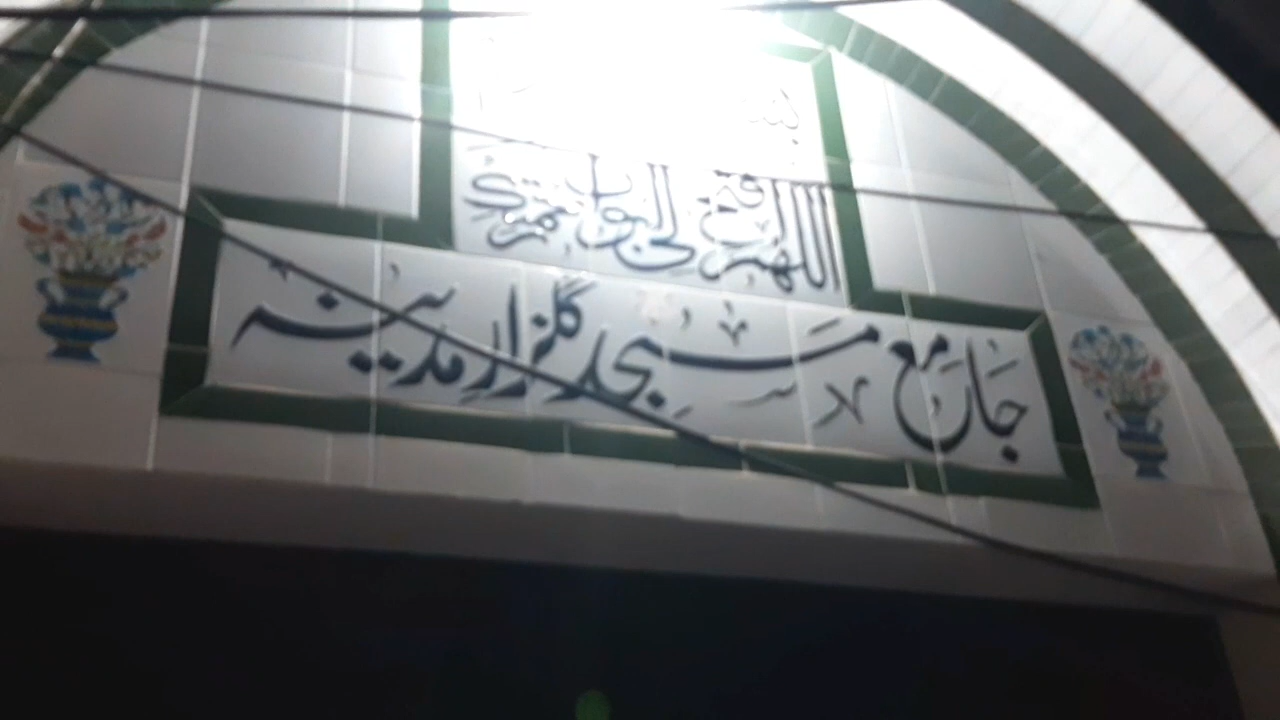 اللهم افتح لی ابواب رحمتک
جامع مسجد گلزار مدینہ